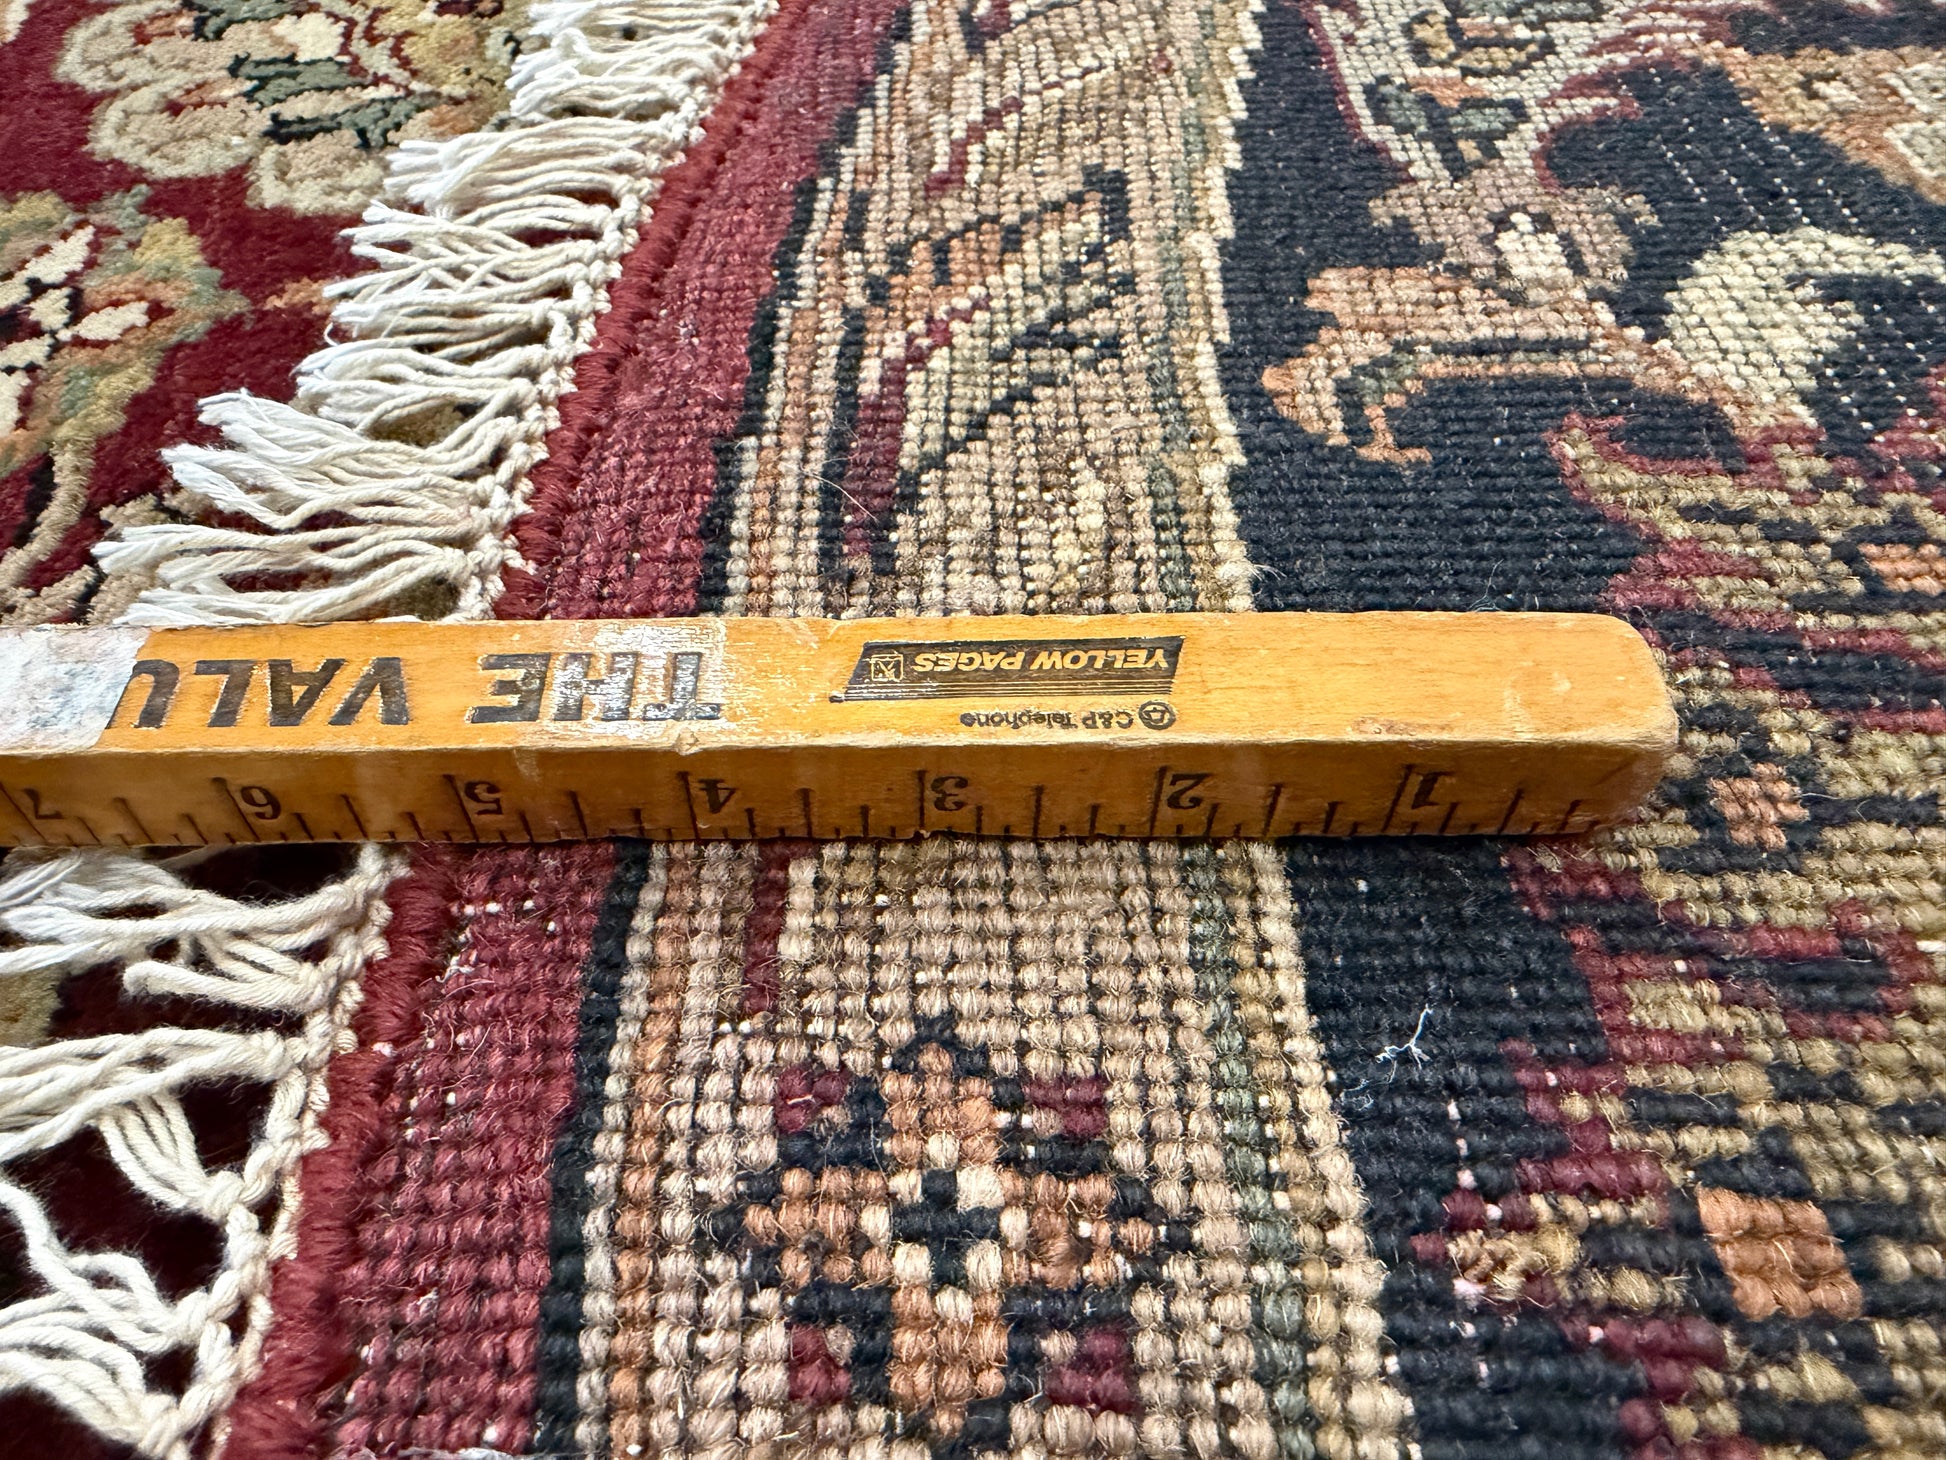 C&P Telephone
YELLOW PAGES
THE VALU
1 2 3 4 5 6 7